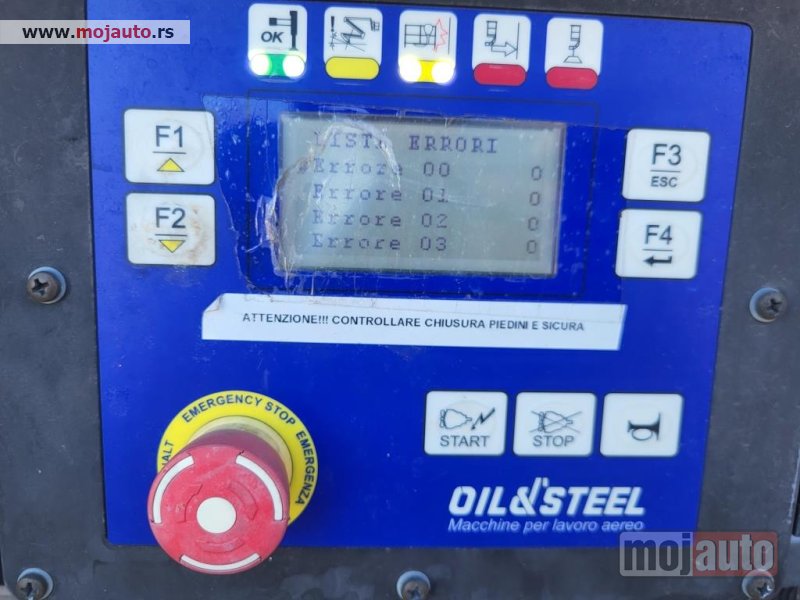 www.mojauto.rs
OK
F1
F2
LISTA ERRORI
Errore 00 0
Errore 01 0
Errore 02 0
Errore 03 0
F3
ESC
F4
ATTENZIONE!!! CONTROLLARE CHIUSURA PIEDINI E SICURA
EMERGENCY STOP EMERGENZA
HALT
START
STOP
OIL&STEEL
Macchine per lavoro aereo
mojauto